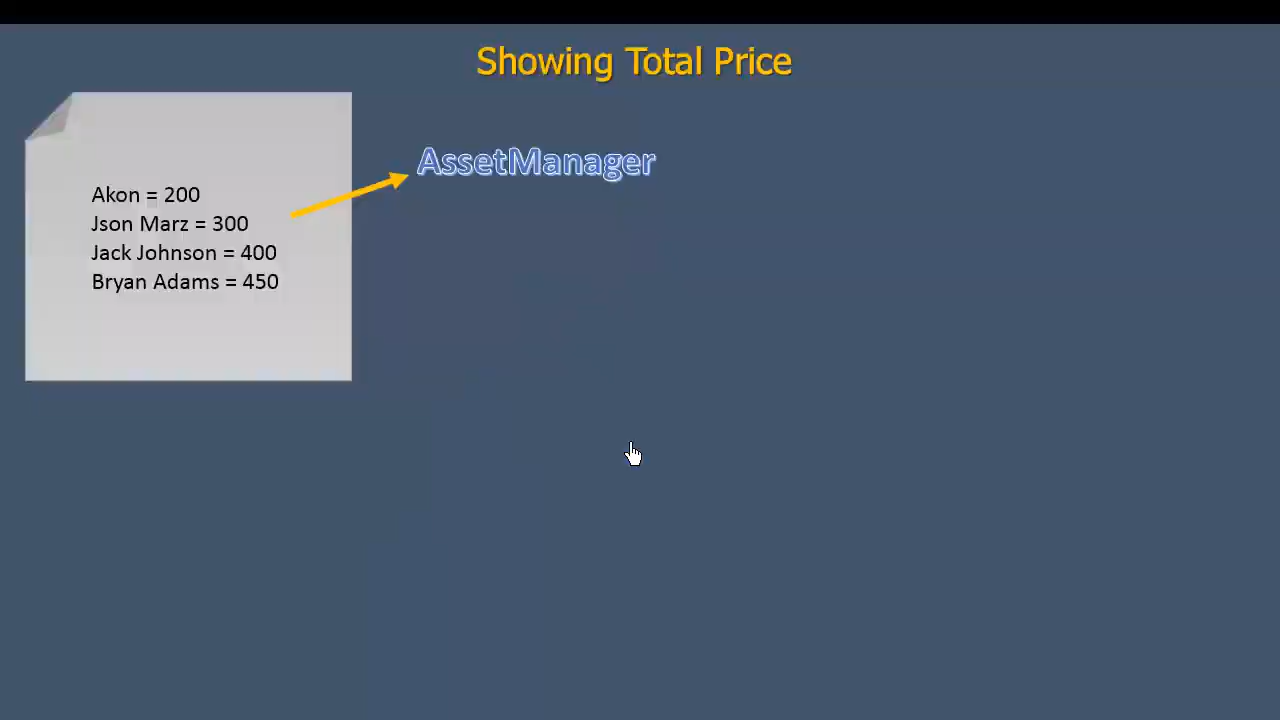 Showing Total Price
AssetManager
Akon = 200
Json Marz = 300
Jack Johnson = 400
Bryan Adams = 450